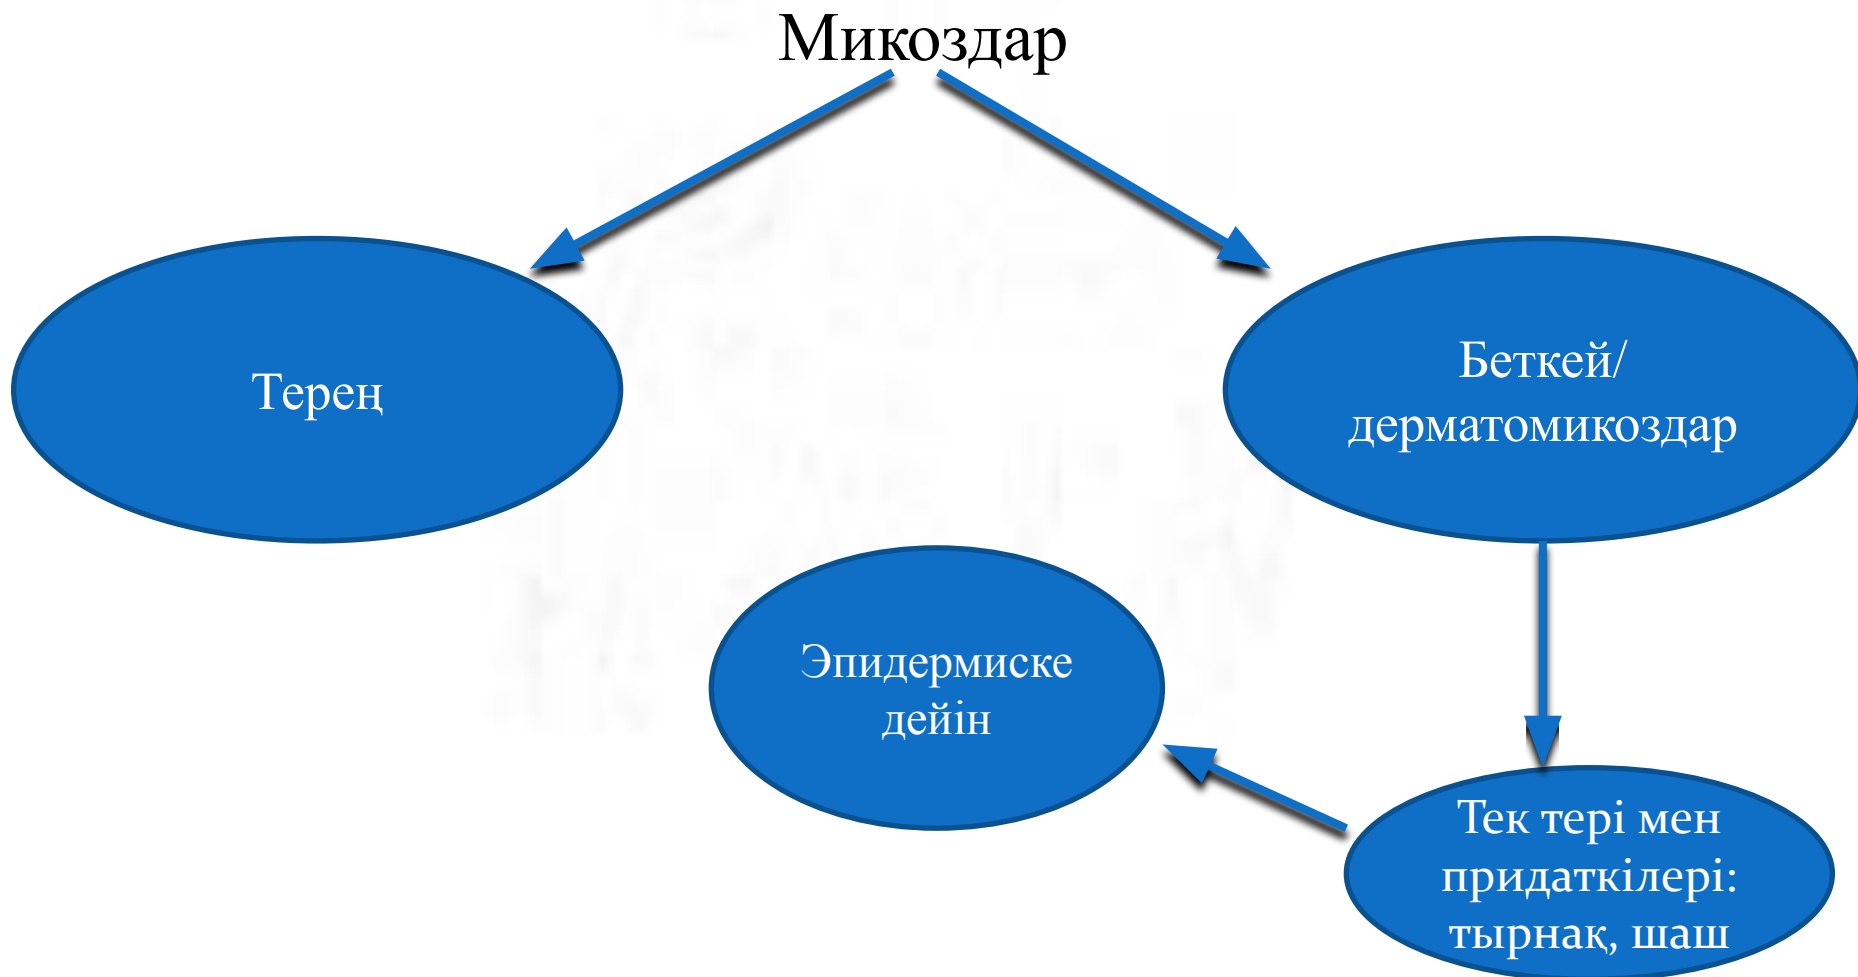 Микоздар
Терең
Беткей/
дерматомикоздар
Эпидермиске
дейін
Тек тері мен
придаткілері:
тырнақ, шаш